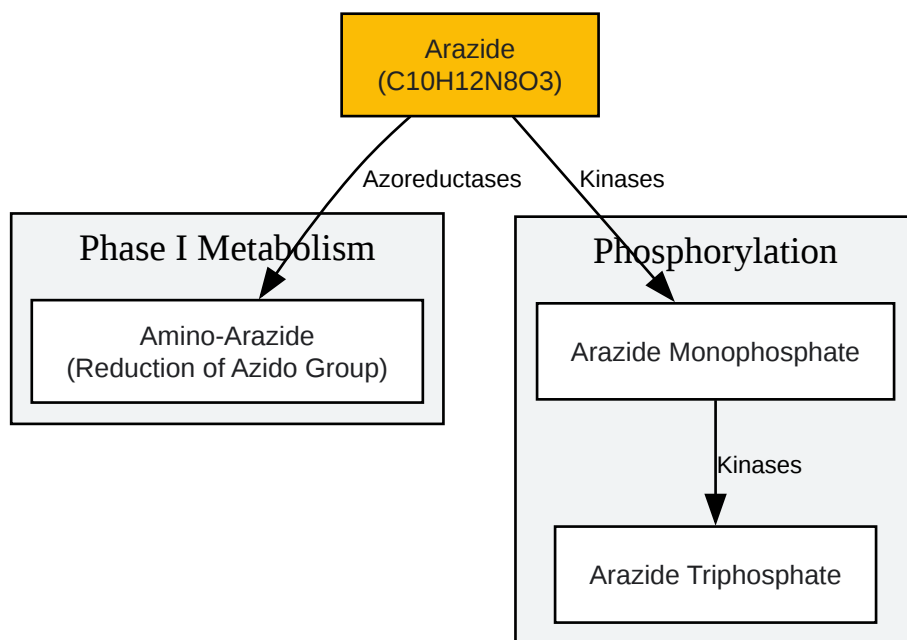 Arazide
(C10H12N8O3)
Azoreductases
Kinases
Phase I Metabolism
Phosphorylation
Amino-Arazide
(Reduction of Azido Group)
Arazide Monophosphate
Kinases
Arazide Triphosphate